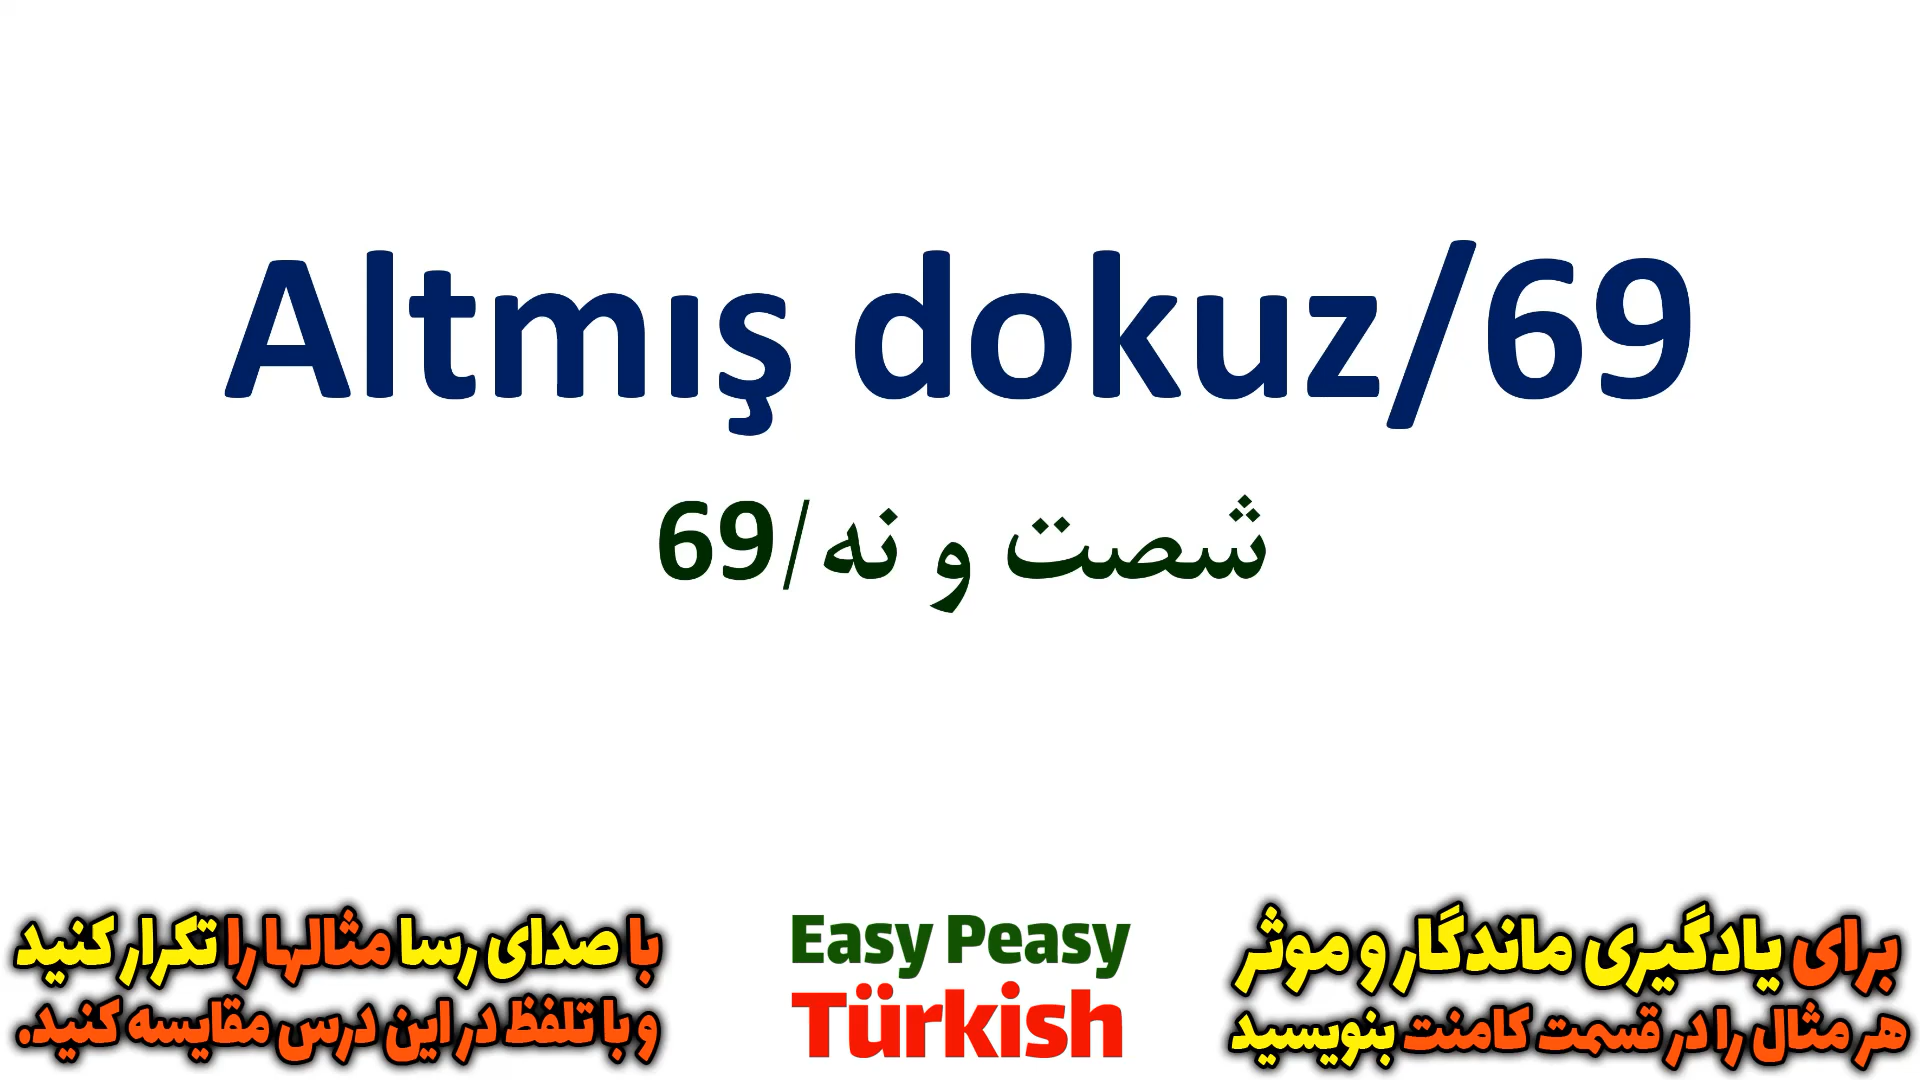 Altmış dokuz/69
شصت و نه/69
برای یادگیری ماندگار و موثر
هر مثال را در قسمت کامنت بنویسید
Easy Peasy
Türkish
با صدای رسا مثالها را تکرار کنید
و با تلفظ در این درس مقایسه کنید.